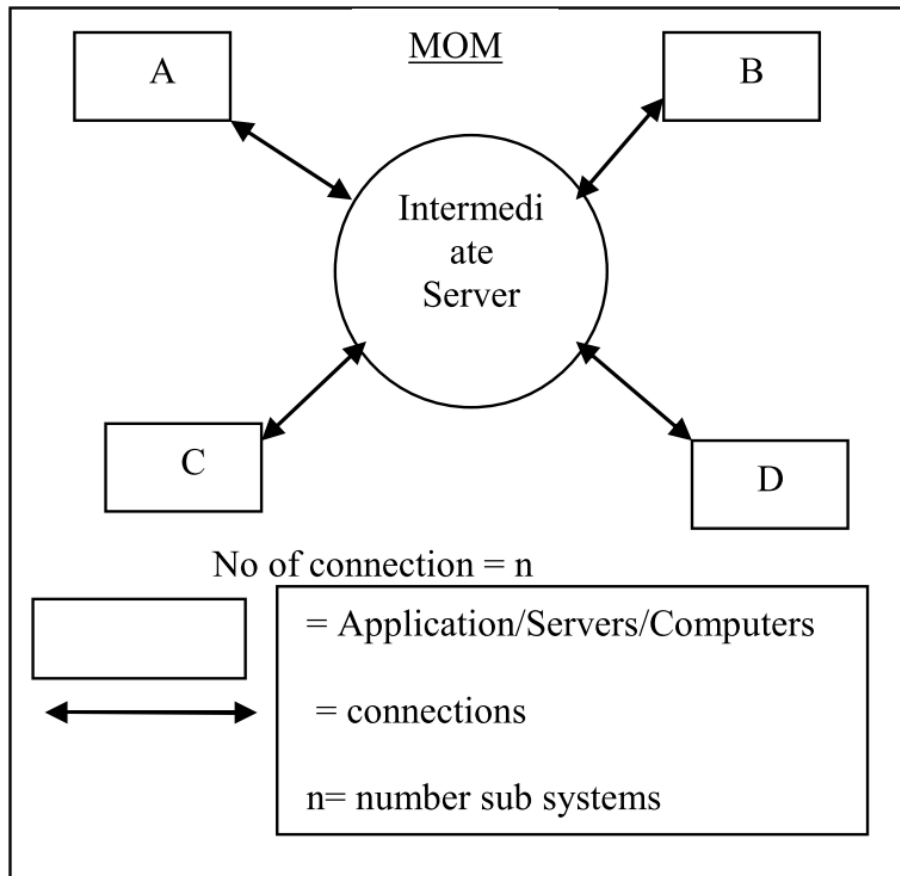 MOM
A
B
Intermedi
ate
Server
C
D
No of connection = n
= Application/Servers/Computers
= connections
n= number sub systems